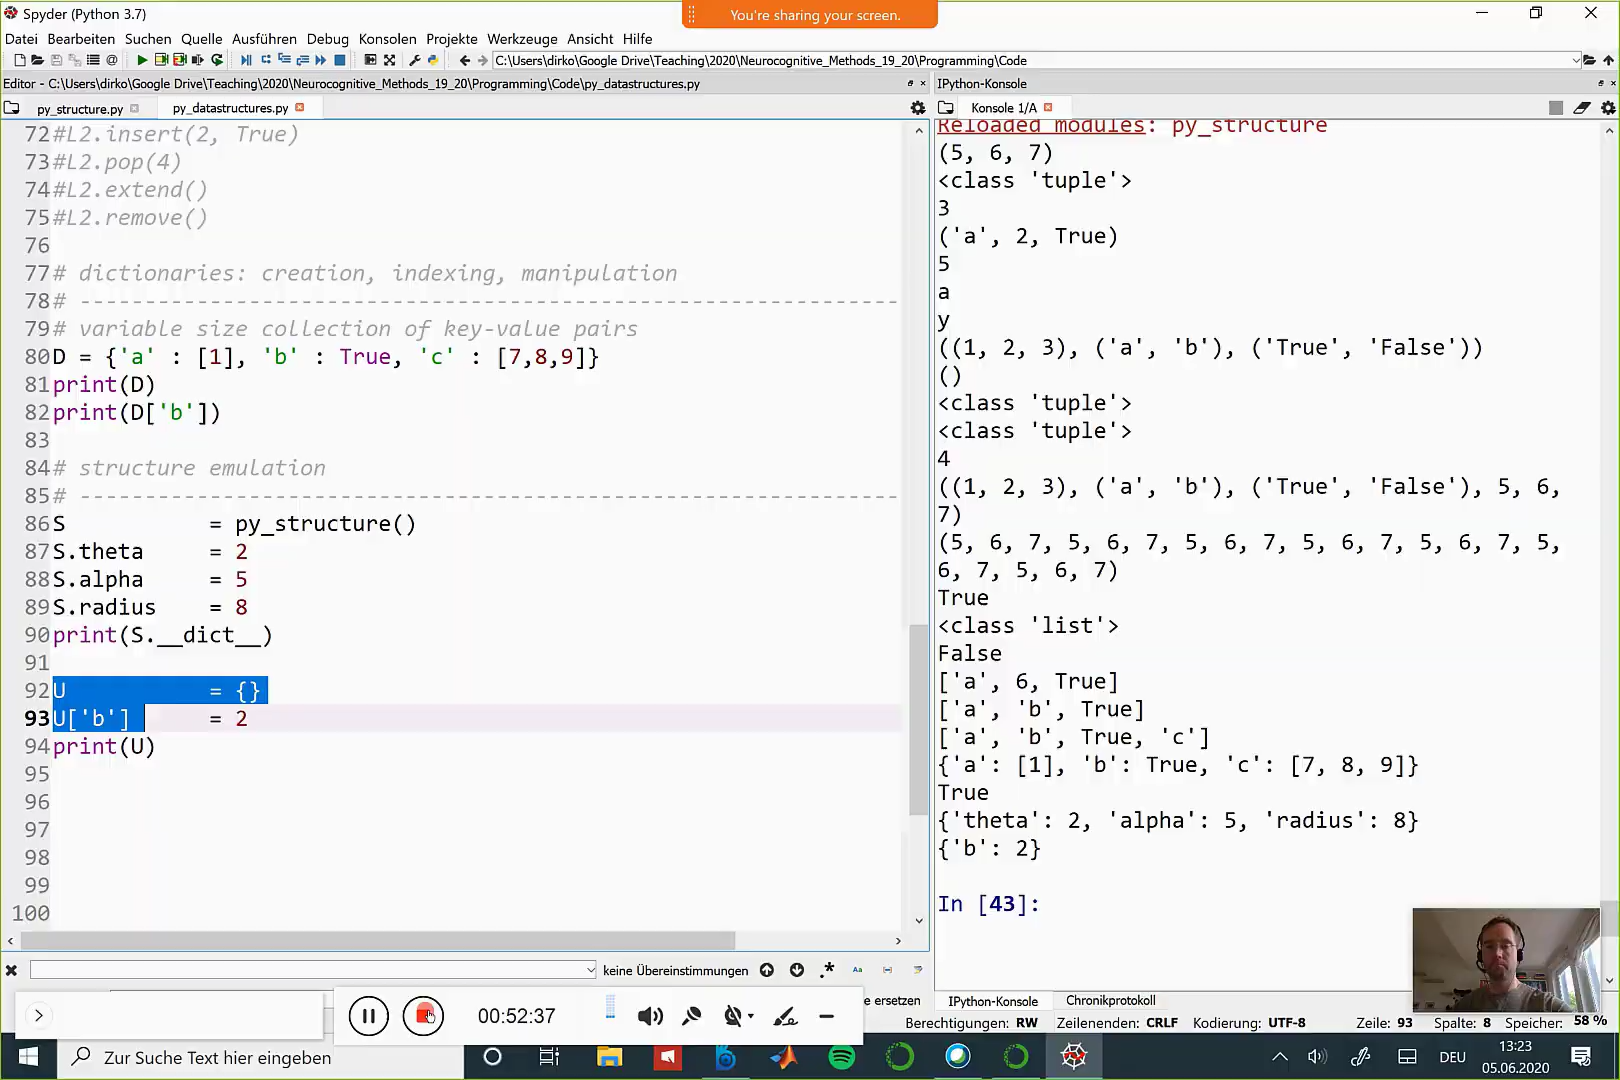 Spyder (Python 3.7)
You're sharing your screen.
Datei Bearbeiten Suchen Quelle Ausführen Debug Konsolen Projekte Werkzeuge Ansicht Hilfe
C:\Users\dirko\Google Drive\Teaching\2020\Neurocognitive_Methods_19_20\Programming\Code
Editor - C:\Users\dirko\Google Drive\Teaching\2020\Neurocognitive_Methods_19_20\Programming\Code\py_datastructures.py
py_structure.py
py_datastructures.py
72 #L2.insert(2, True)
73 #L2.pop(4)
74 #L2.extend()
75 #L2.remove()
76
77 # dictionaries: creation, indexing, manipulation
78 # ---------------------------------------------------------------
79 # variable size collection of key-value pairs
80 D = {'a' : [1], 'b' : True, 'c' : [7,8,9]}
81 print(D)
82 print(D['b'])
83
84 # structure emulation
85 # ---------------------------------------------------------------
86 S = py_structure()
87 S.theta = 2
88 S.alpha = 5
89 S.radius = 8
90 print(S.__dict__)
91
92 U = {}
93 U['b'] = 2
94 print(U)
95
96
97
98
99
100
IPython-Konsole
Konsole 1/A
Reloaded modules: py_structure
(5, 6, 7)
<class 'tuple'>
3
('a', 2, True)
5
a
y
((1, 2, 3), ('a', 'b'), ('True', 'False'))
()
<class 'tuple'>
<class 'tuple'>
4
((1, 2, 3), ('a', 'b'), ('True', 'False'), 5, 6,
7)
(5, 6, 7, 5, 6, 7, 5, 6, 7, 5, 6, 7, 5, 6, 7, 5,
6, 7, 5, 6, 7)
True
<class 'list'>
False
['a', 6, True]
['a', 'b', True]
['a', 'b', True, 'c']
{'a': [1], 'b': True, 'c': [7, 8, 9]}
True
{'theta': 2, 'alpha': 5, 'radius': 8}
{'b': 2}
In [43]:
keine Übereinstimmungen
.*
Aa
e ersetzen
IPython-Konsole
Chronikprotokoll
00:52:37
Berechtigungen: RW Zeilenenden: CRLF Kodierung: UTF-8 Zeile: 93 Spalte: 8 Speicher: 58 %
Zur Suche Text hier eingeben
DEU
13:23
05.06.2020